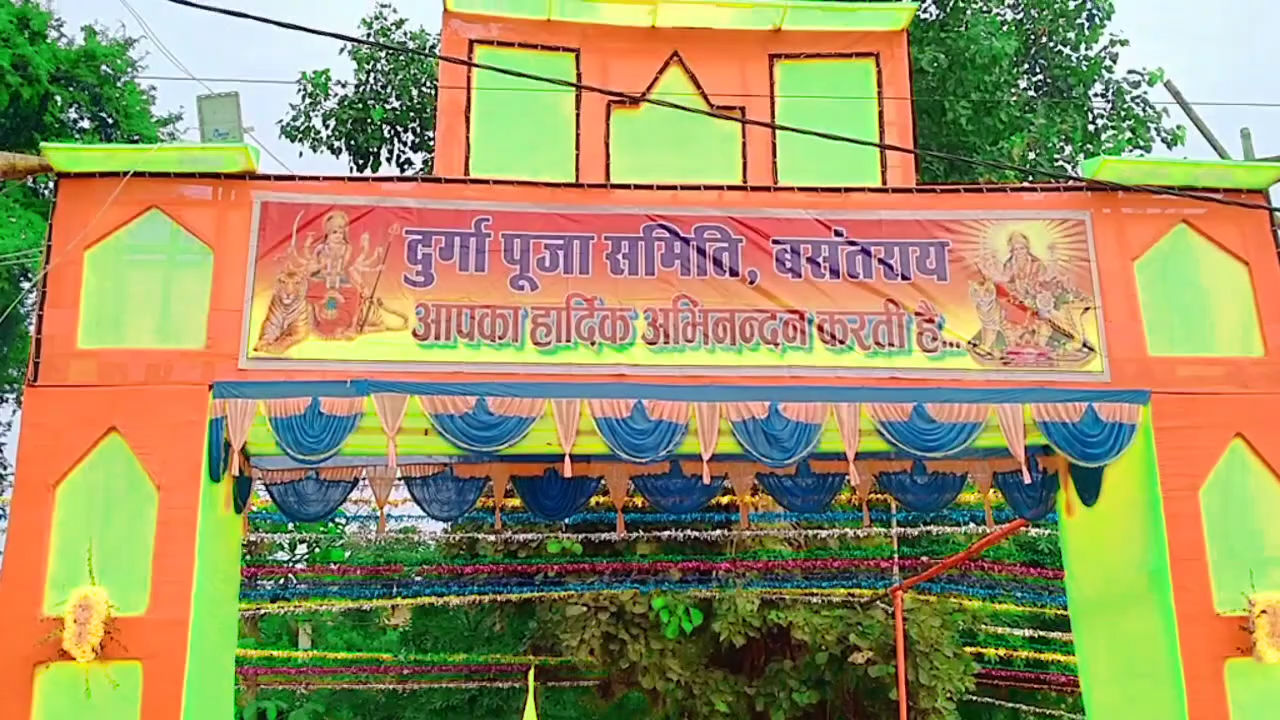 दुर्गा पूजा समिति, बसंतराय
आपका हार्दिक अभिनन्दन करती है...